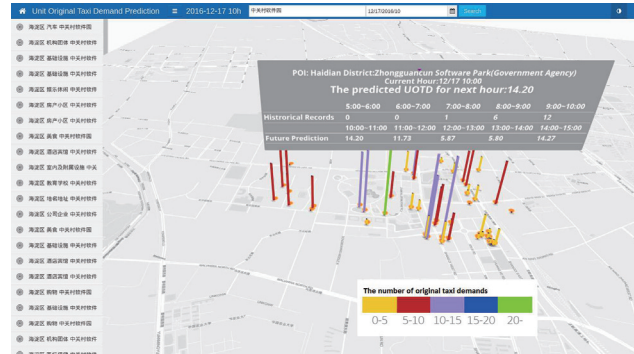 Unit Original Taxi Demand Prediction
2016-12-17 10h
中关村软件园
12/17/2016/10
Search
海淀区 汽车 中关村软件
海淀区 机构团体 中关村软件
海淀区 基础设施 中关村软件
海淀区 基础设施 中关村软件
海淀区 娱乐休闲 中关村软件
海淀区 房产小区 中关村软件
海淀区 房产小区 中关村软件
海淀区 美食 中关村软件园
海淀区 酒店宾馆 中关村软件
海淀区 室内及附属设施 中关
海淀区 教育学校 中关村软件
海淀区 地名地址 中关村软件
海淀区 公司企业 中关村软件
海淀区 美食 中关村软件园
海淀区 基础设施 中关村软件
海淀区 酒店宾馆 中关村软件
海淀区 酒店宾馆 中关村软件
海淀区 购物 中关村软件园
海淀区 基础设施 中关村软件
海淀区 购物 中关村软件园
海淀区 机构团体 中关村软件
POI: Haidian District:Zhongguancun Software Park(Government Agency)
Current Hour:12/17 10:00
The predicted UOTD for next hour:14.20
5:00~6:00 6:00~7:00 7:00~8:00 8:00~9:00 9:00~10:00
Histrorical Records 0 0 1 6 12
10:00~11:00 11:00~12:00 12:00~13:00 13:00~14:00 14:00~15:00
Future Prediction 14.20 11.73 5.87 5.80 14.27
The number of original taxi demands
0-5 5-10 10-15 15-20 20-